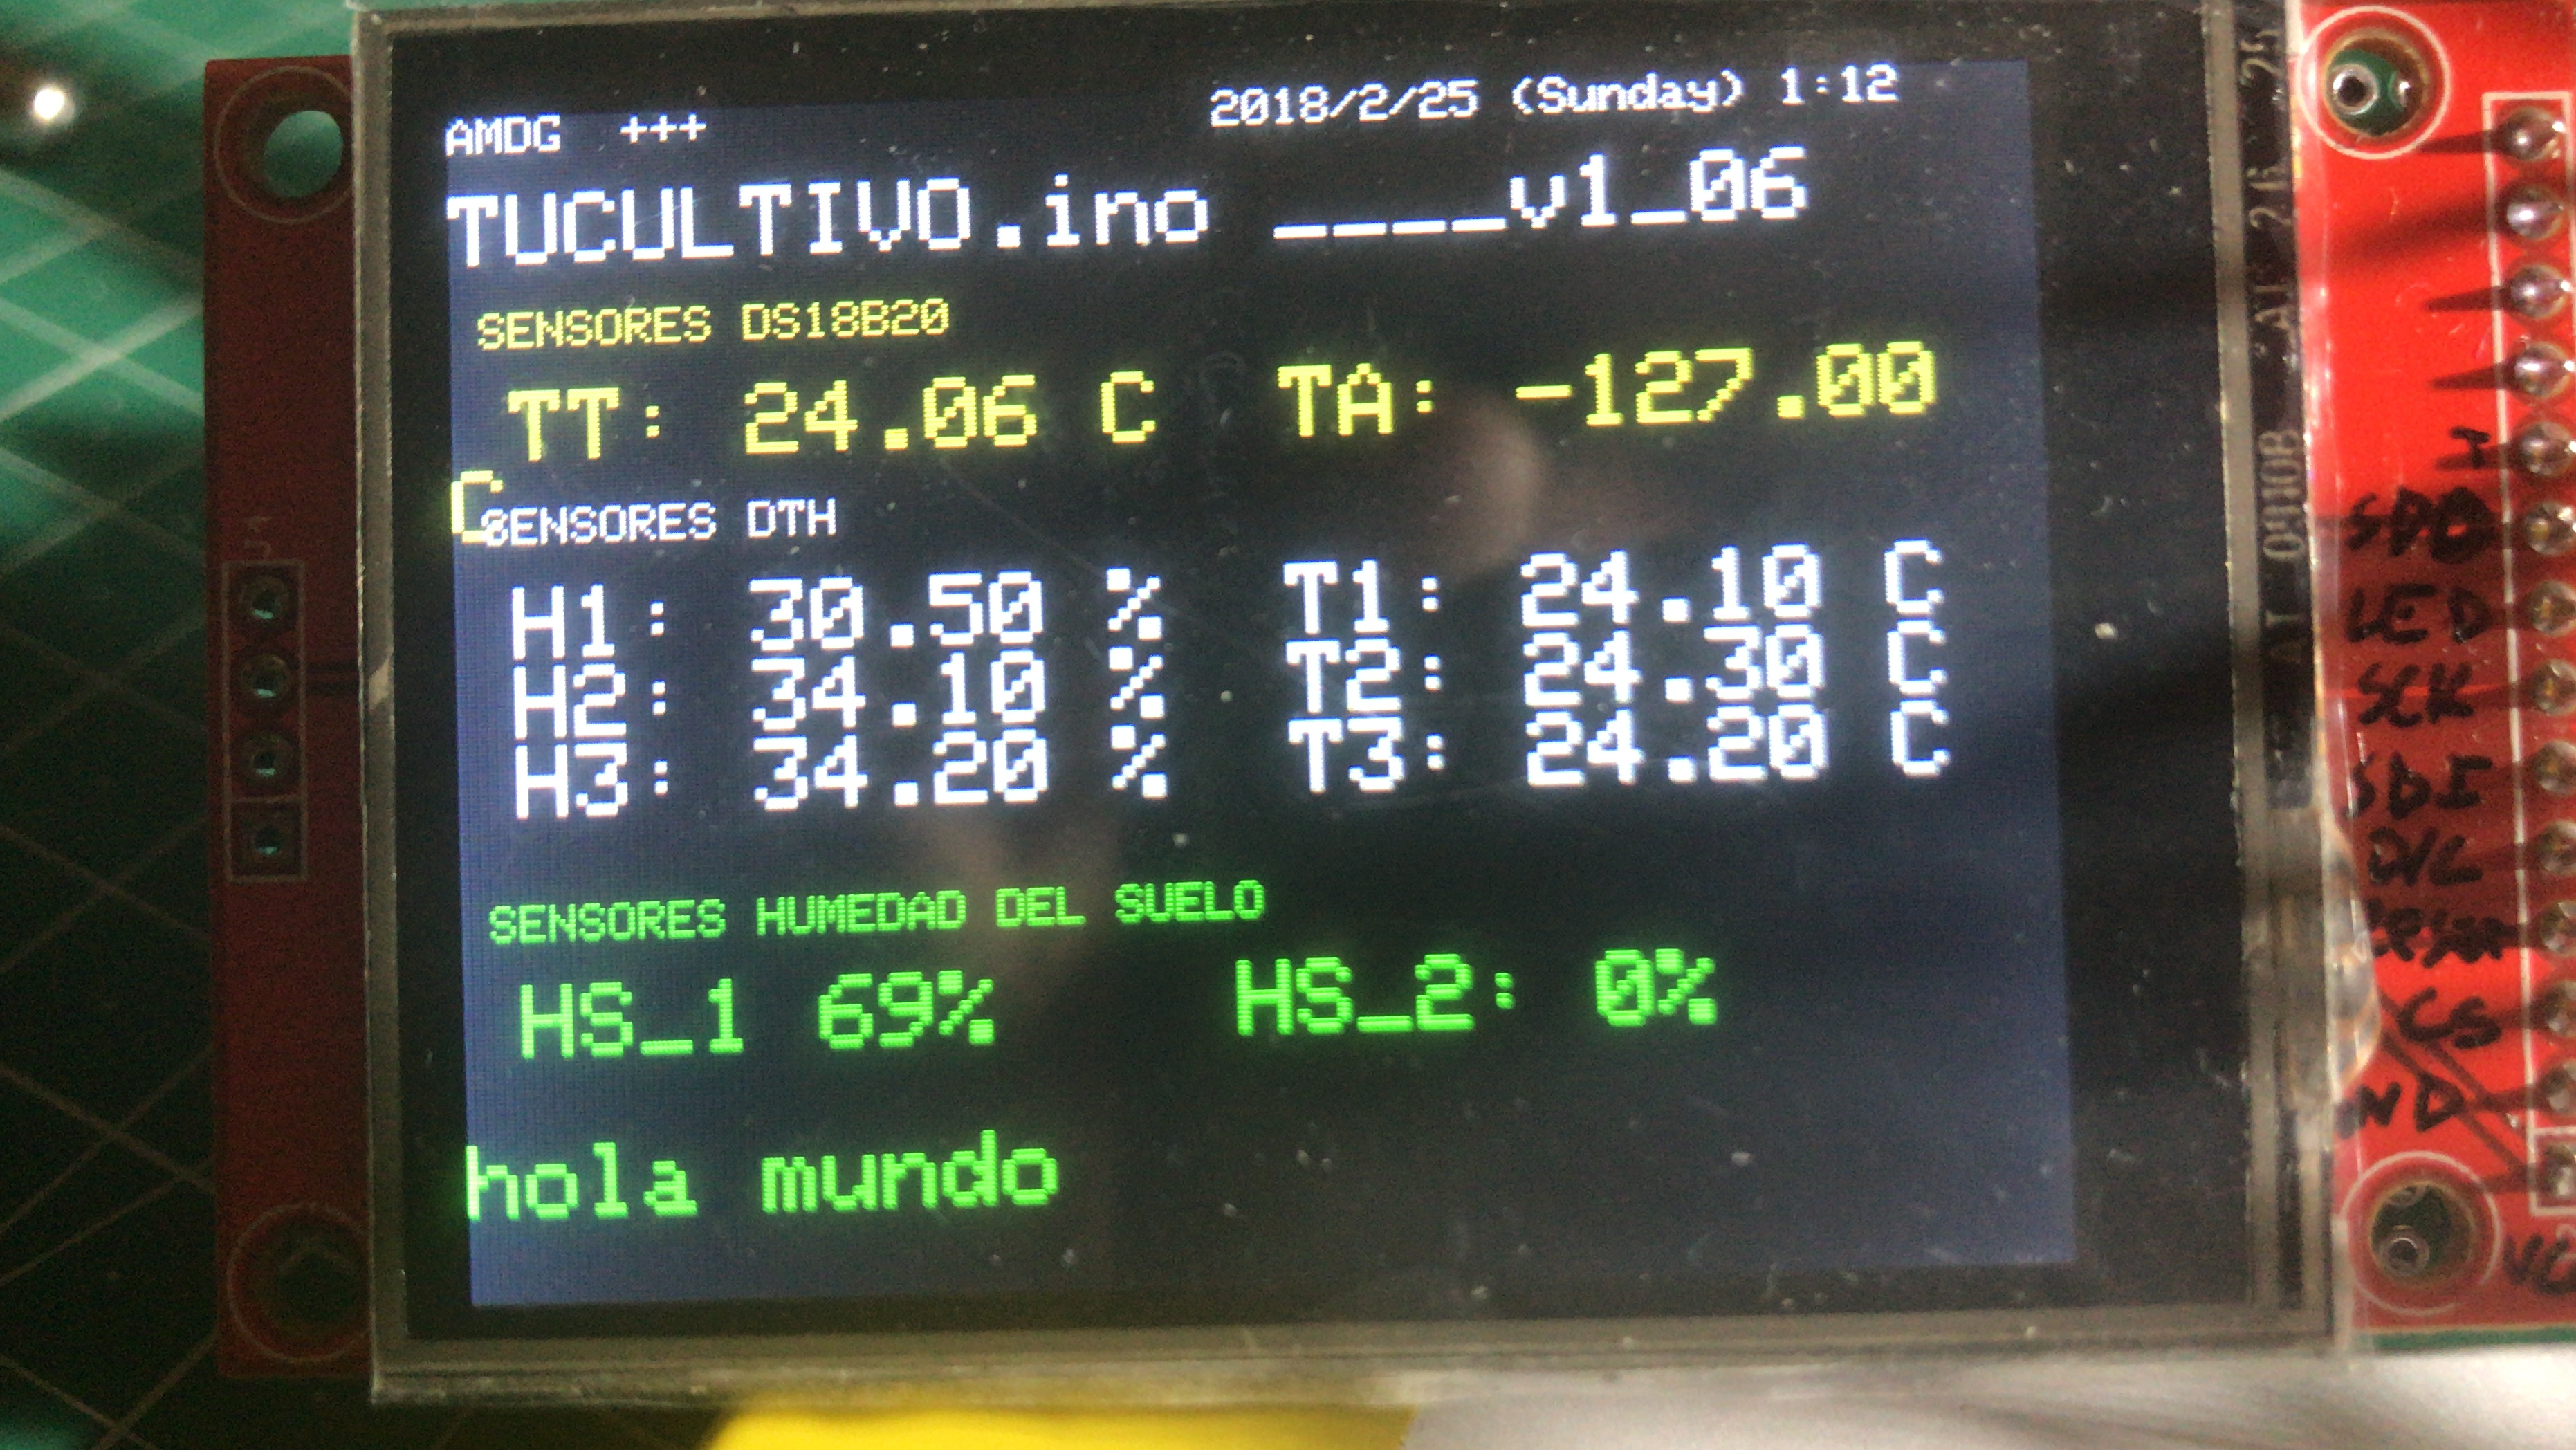 AMDG +++ 2018/2/25 (Sunday) 1:12
TUCULTIVO.ino ____v1_06
SENSORES DS18B20
TT: 24.06 C TA: -127.00
C
SENSORES DTH
H1: 30.50 % T1: 24.10 C
H2: 34.10 % T2: 24.30 C
H3: 34.20 % T3: 24.20 C
SENSORES HUMEDAD DEL SUELO
HS_1 69% HS_2: 0%
hola mundo
SDO
LED
SCK
SDI
D/C
CS